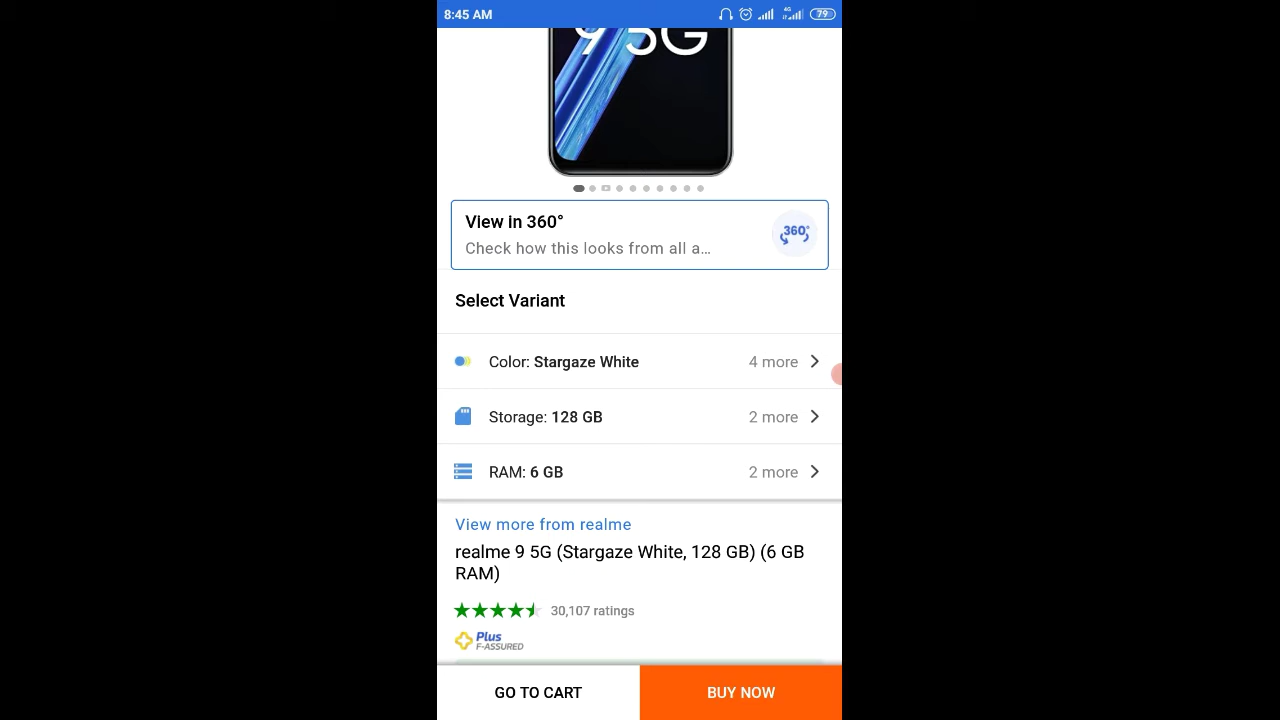 8:45 AM 4G 79
9 5G
View in 360°
Check how this looks from all a...
360°
Select Variant
Color: Stargaze White 4 more
Storage: 128 GB 2 more
RAM: 6 GB 2 more
View more from realme
realme 9 5G (Stargaze White, 128 GB) (6 GB
RAM)
30,107 ratings
Plus
F-ASSURED
GO TO CART BUY NOW